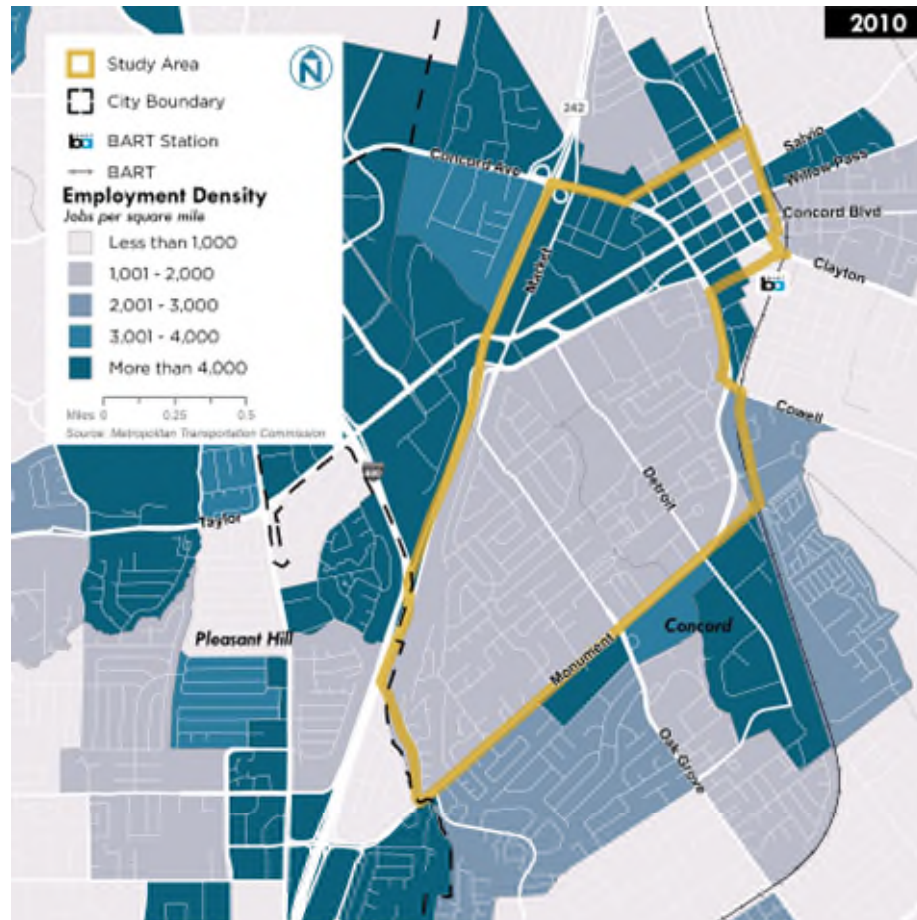 2010
Study Area
City Boundary
BART Station
BART
Employment Density
Jobs per square mile
Less than 1,000
1,001 - 2,000
2,001 - 3,000
3,001 - 4,000
More than 4,000
Miles 0 0.25 0.5
Source: Metropolitan Transportation Commission
N
242
Concord Ave
Salvio
Willow Pass
Concord Blvd
Clayton
Market
ba
Cowell
Detroit
Taylor
Pleasant Hill
Concord
Monument
Oak Grove